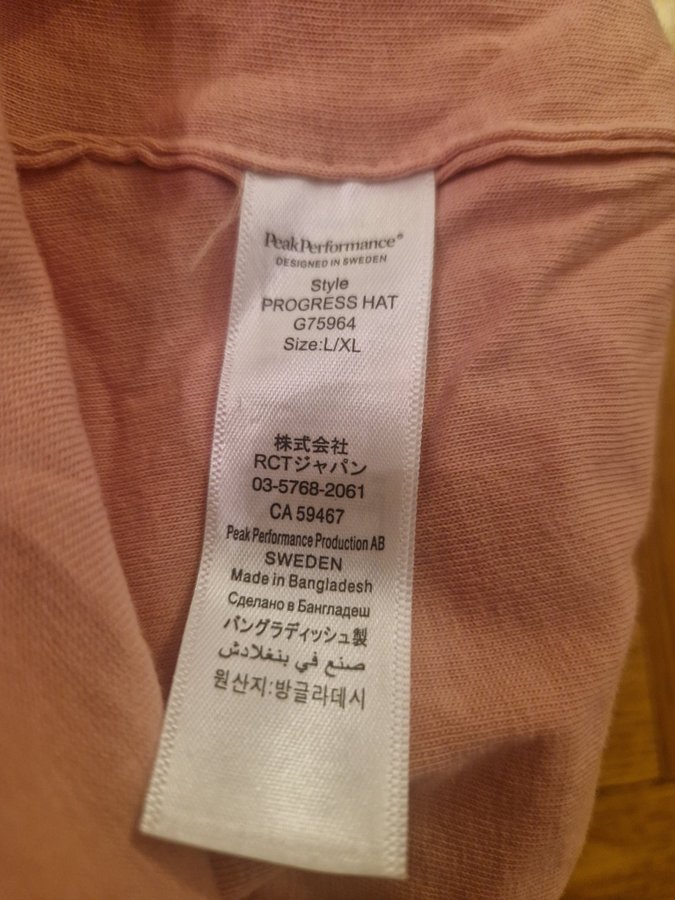 PeakPerformance®
DESIGNED IN SWEDEN
Style
PROGRESS HAT
G75964
Size:L/XL
株式会社
RCTジャパン
03-5768-2061
CA 59467
Peak Performance Production AB
SWEDEN
Made in Bangladesh
Сделано в Бангладеш
バングラディッシュ製
صنع في بنغلادش
원산지:방글라데시